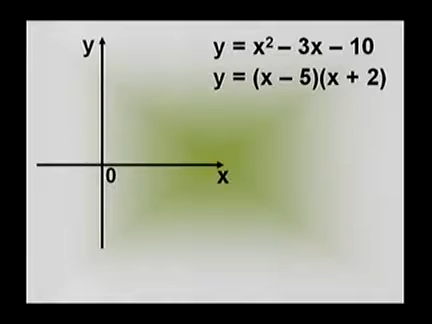 y
y = x² – 3x – 10
y = (x – 5)(x + 2)
0
x